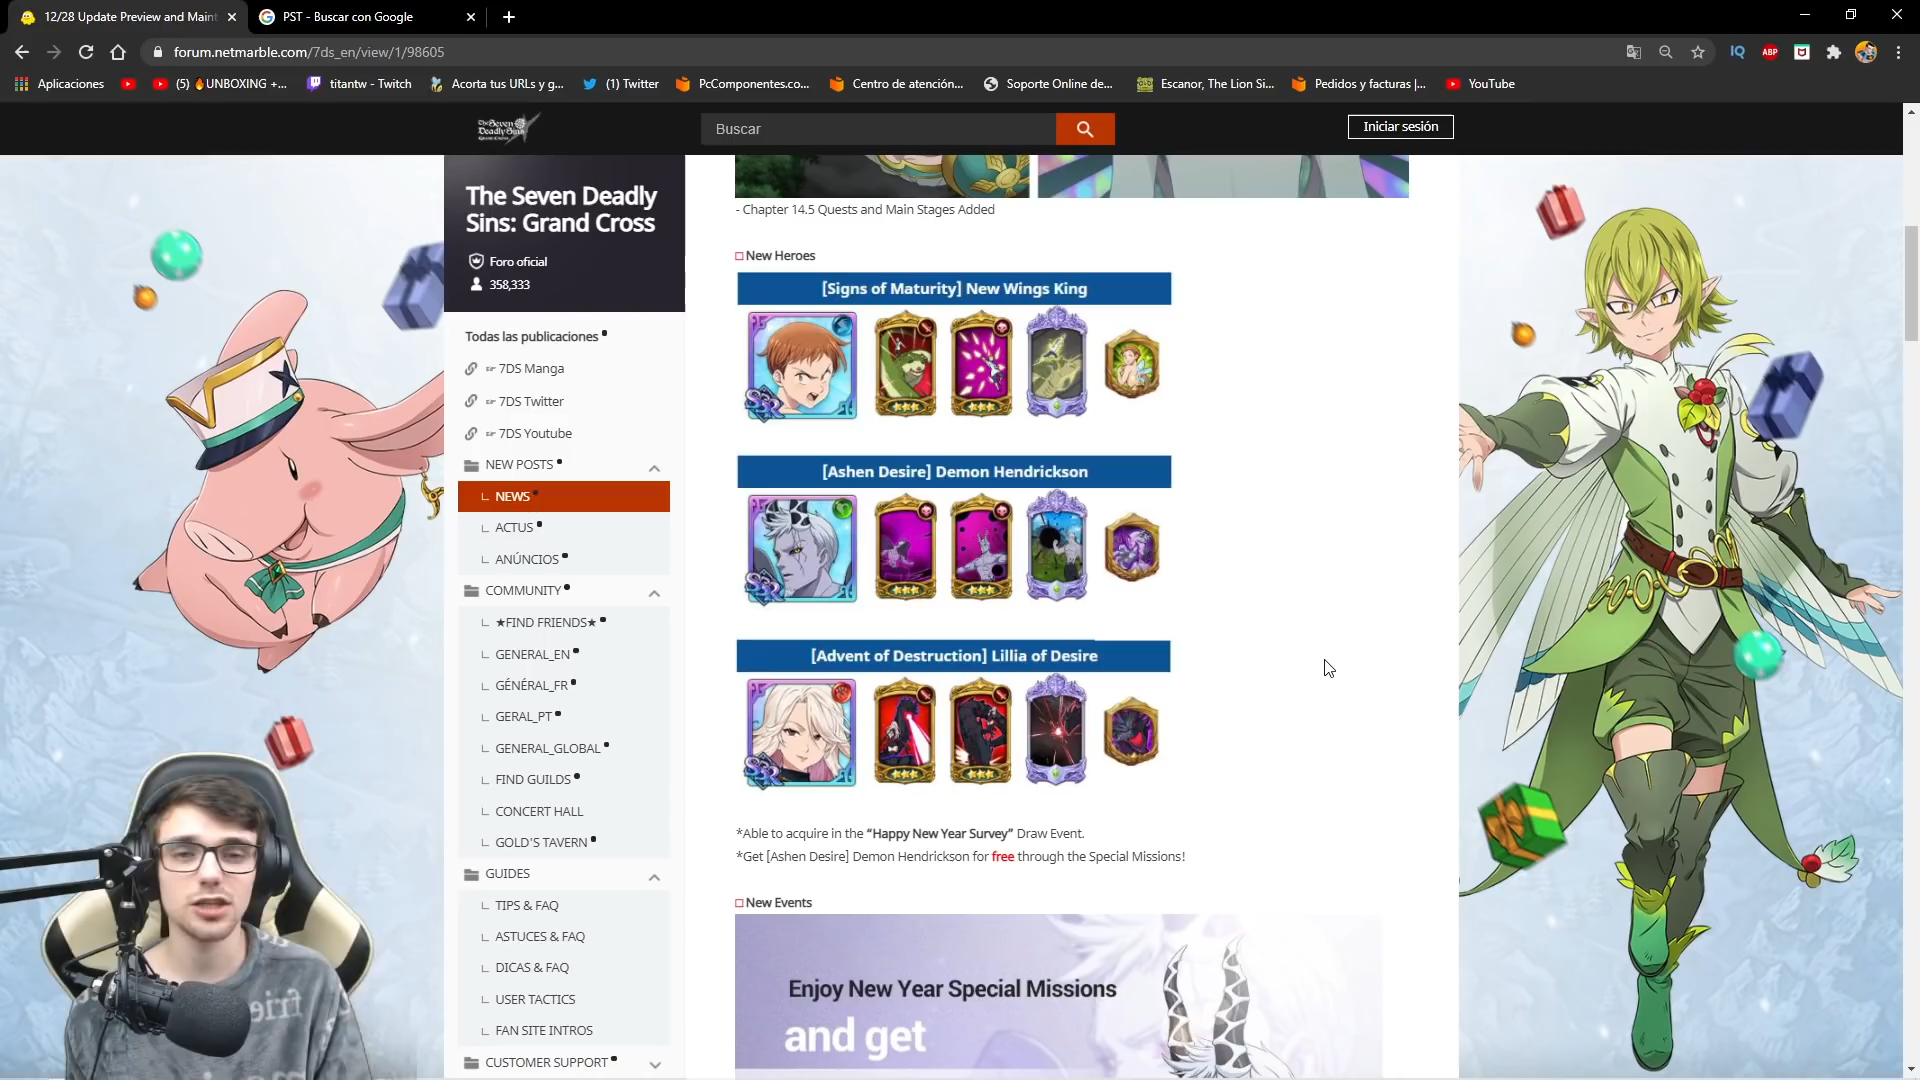 12/28 Update Preview and Maint
PST - Buscar con Google
forum.netmarble.com/7ds_en/view/1/98605
ABP
Aplicaciones
(5) 🔥UNBOXING +...
titantw - Twitch
Acorta tus URLs y g...
(1) Twitter
PcComponentes.co...
Centro de atención...
Soporte Online de...
Escanor, The Lion Si...
Pedidos y facturas |...
YouTube
The Seven
Deadly Sins
GRAND CROSS
Buscar
Iniciar sesión
The Seven Deadly
Sins: Grand Cross
Foro oficial
358,333
Todas las publicaciones
☞ 7DS Manga
☞ 7DS Twitter
☞ 7DS Youtube
NEW POSTS
NEWS
ACTUS
ANÚNCIOS
COMMUNITY
★FIND FRIENDS★
GENERAL_EN
GÉNÉRAL_FR
GERAL_PT
GENERAL_GLOBAL
FIND GUILDS
CONCERT HALL
GOLD'S TAVERN
GUIDES
TIPS & FAQ
ASTUCES & FAQ
DICAS & FAQ
USER TACTICS
FAN SITE INTROS
CUSTOMER SUPPORT
- Chapter 14.5 Quests and Main Stages Added
□ New Heroes
[Signs of Maturity] New Wings King
[Ashen Desire] Demon Hendrickson
[Advent of Destruction] Lillia of Desire
*Able to acquire in the “Happy New Year Survey” Draw Event.
*Get [Ashen Desire] Demon Hendrickson for free through the Special Missions!
□ New Events
Enjoy New Year Special Missions
and get